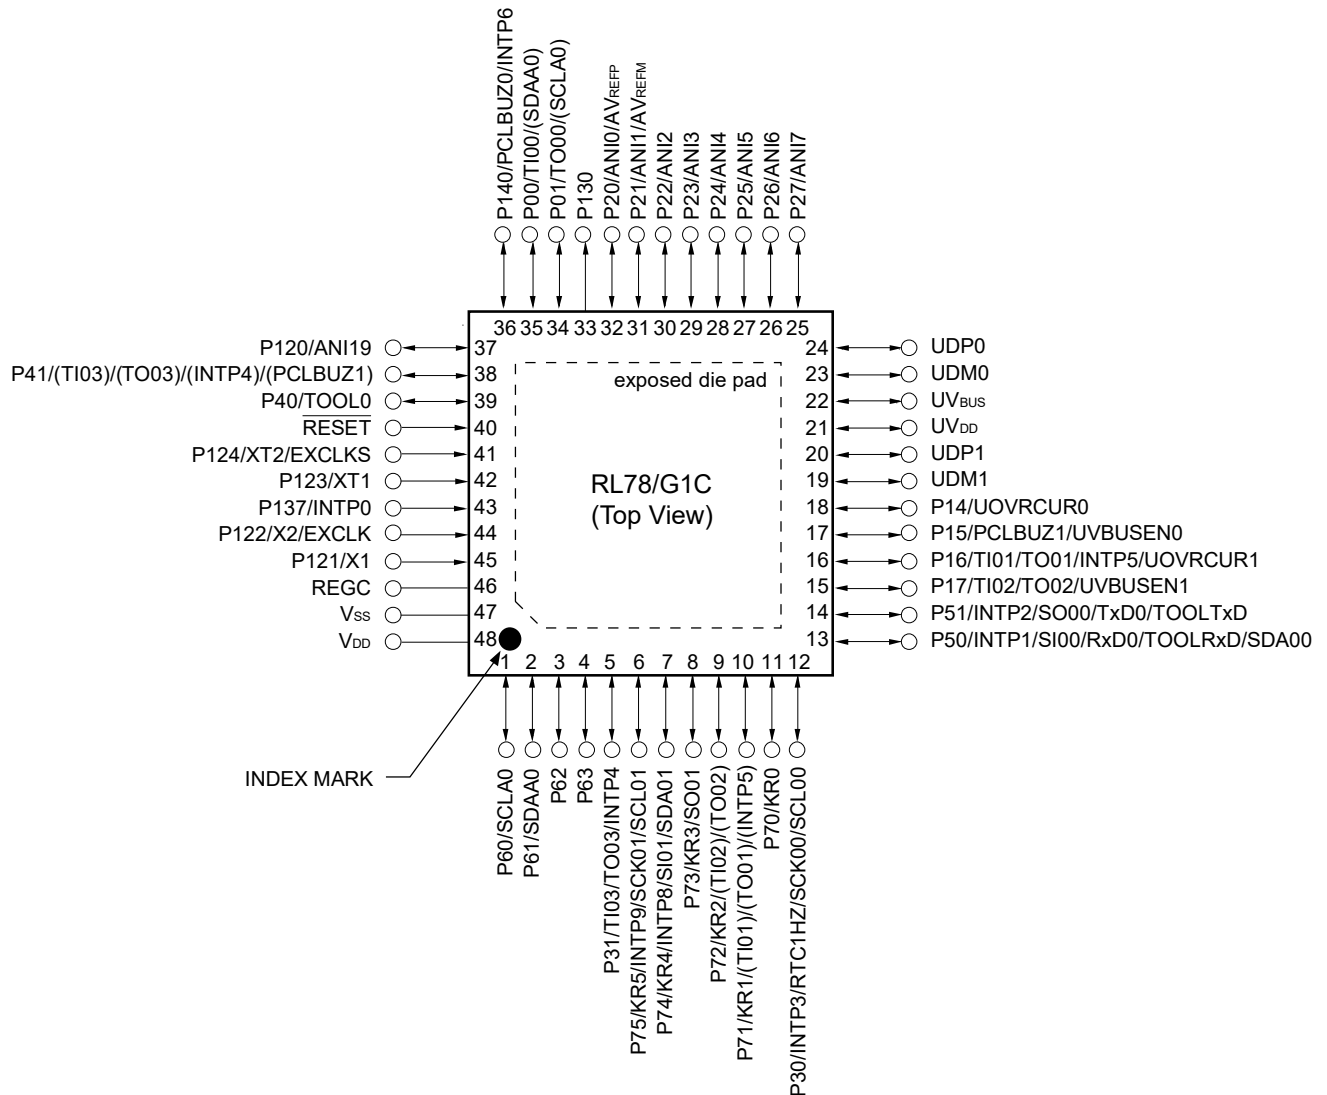 P140/PCLBUZ0/INTP6
P00/TI00/(SDAA0)
P01/TO00/(SCLA0)
P130
P20/ANI0/AVREFP
P21/ANI1/AVREFM
P22/ANI2
P23/ANI3
P24/ANI4
P25/ANI5
P26/ANI6
P27/ANI7
36 35 34 33 32 31 30 29 28 27 26 25
P120/ANI19 37
P41/(TI03)/(TO03)/(INTP4)/(PCLBUZ1) 38
P40/TOOL0 39
RESET 40
P124/XT2/EXCLKS 41
P123/XT1 42
P137/INTP0 43
P122/X2/EXCLK 44
P121/X1 45
REGC 46
VSS 47
VDD 48
exposed die pad
RL78/G1C
(Top View)
24 UDP0
23 UDM0
22 UVBUS
21 UVDD
20 UDP1
19 UDM1
18 P14/UOVRCUR0
17 P15/PCLBUZ1/UVBUSEN0
16 P16/TI01/TO01/INTP5/UOVRCUR1
15 P17/TI02/TO02/UVBUSEN1
14 P51/INTP2/SO00/TxD0/TOOLTxD
13 P50/INTP1/SI00/RxD0/TOOLRxD/SDA00
1 2 3 4 5 6 7 8 9 10 11 12
INDEX MARK
P60/SCLA0
P61/SDAA0
P62
P63
P31/TI03/TO03/INTP4
P75/KR5/INTP9/SCK01/SCL01
P74/KR4/INTP8/SI01/SDA01
P73/KR3/SO01
P72/KR2/(TI02)/(TO02)
P71/KR1/(TI01)/(TO01)/(INTP5)
P70/KR0
P30/INTP3/RTC1HZ/SCK00/SCL00